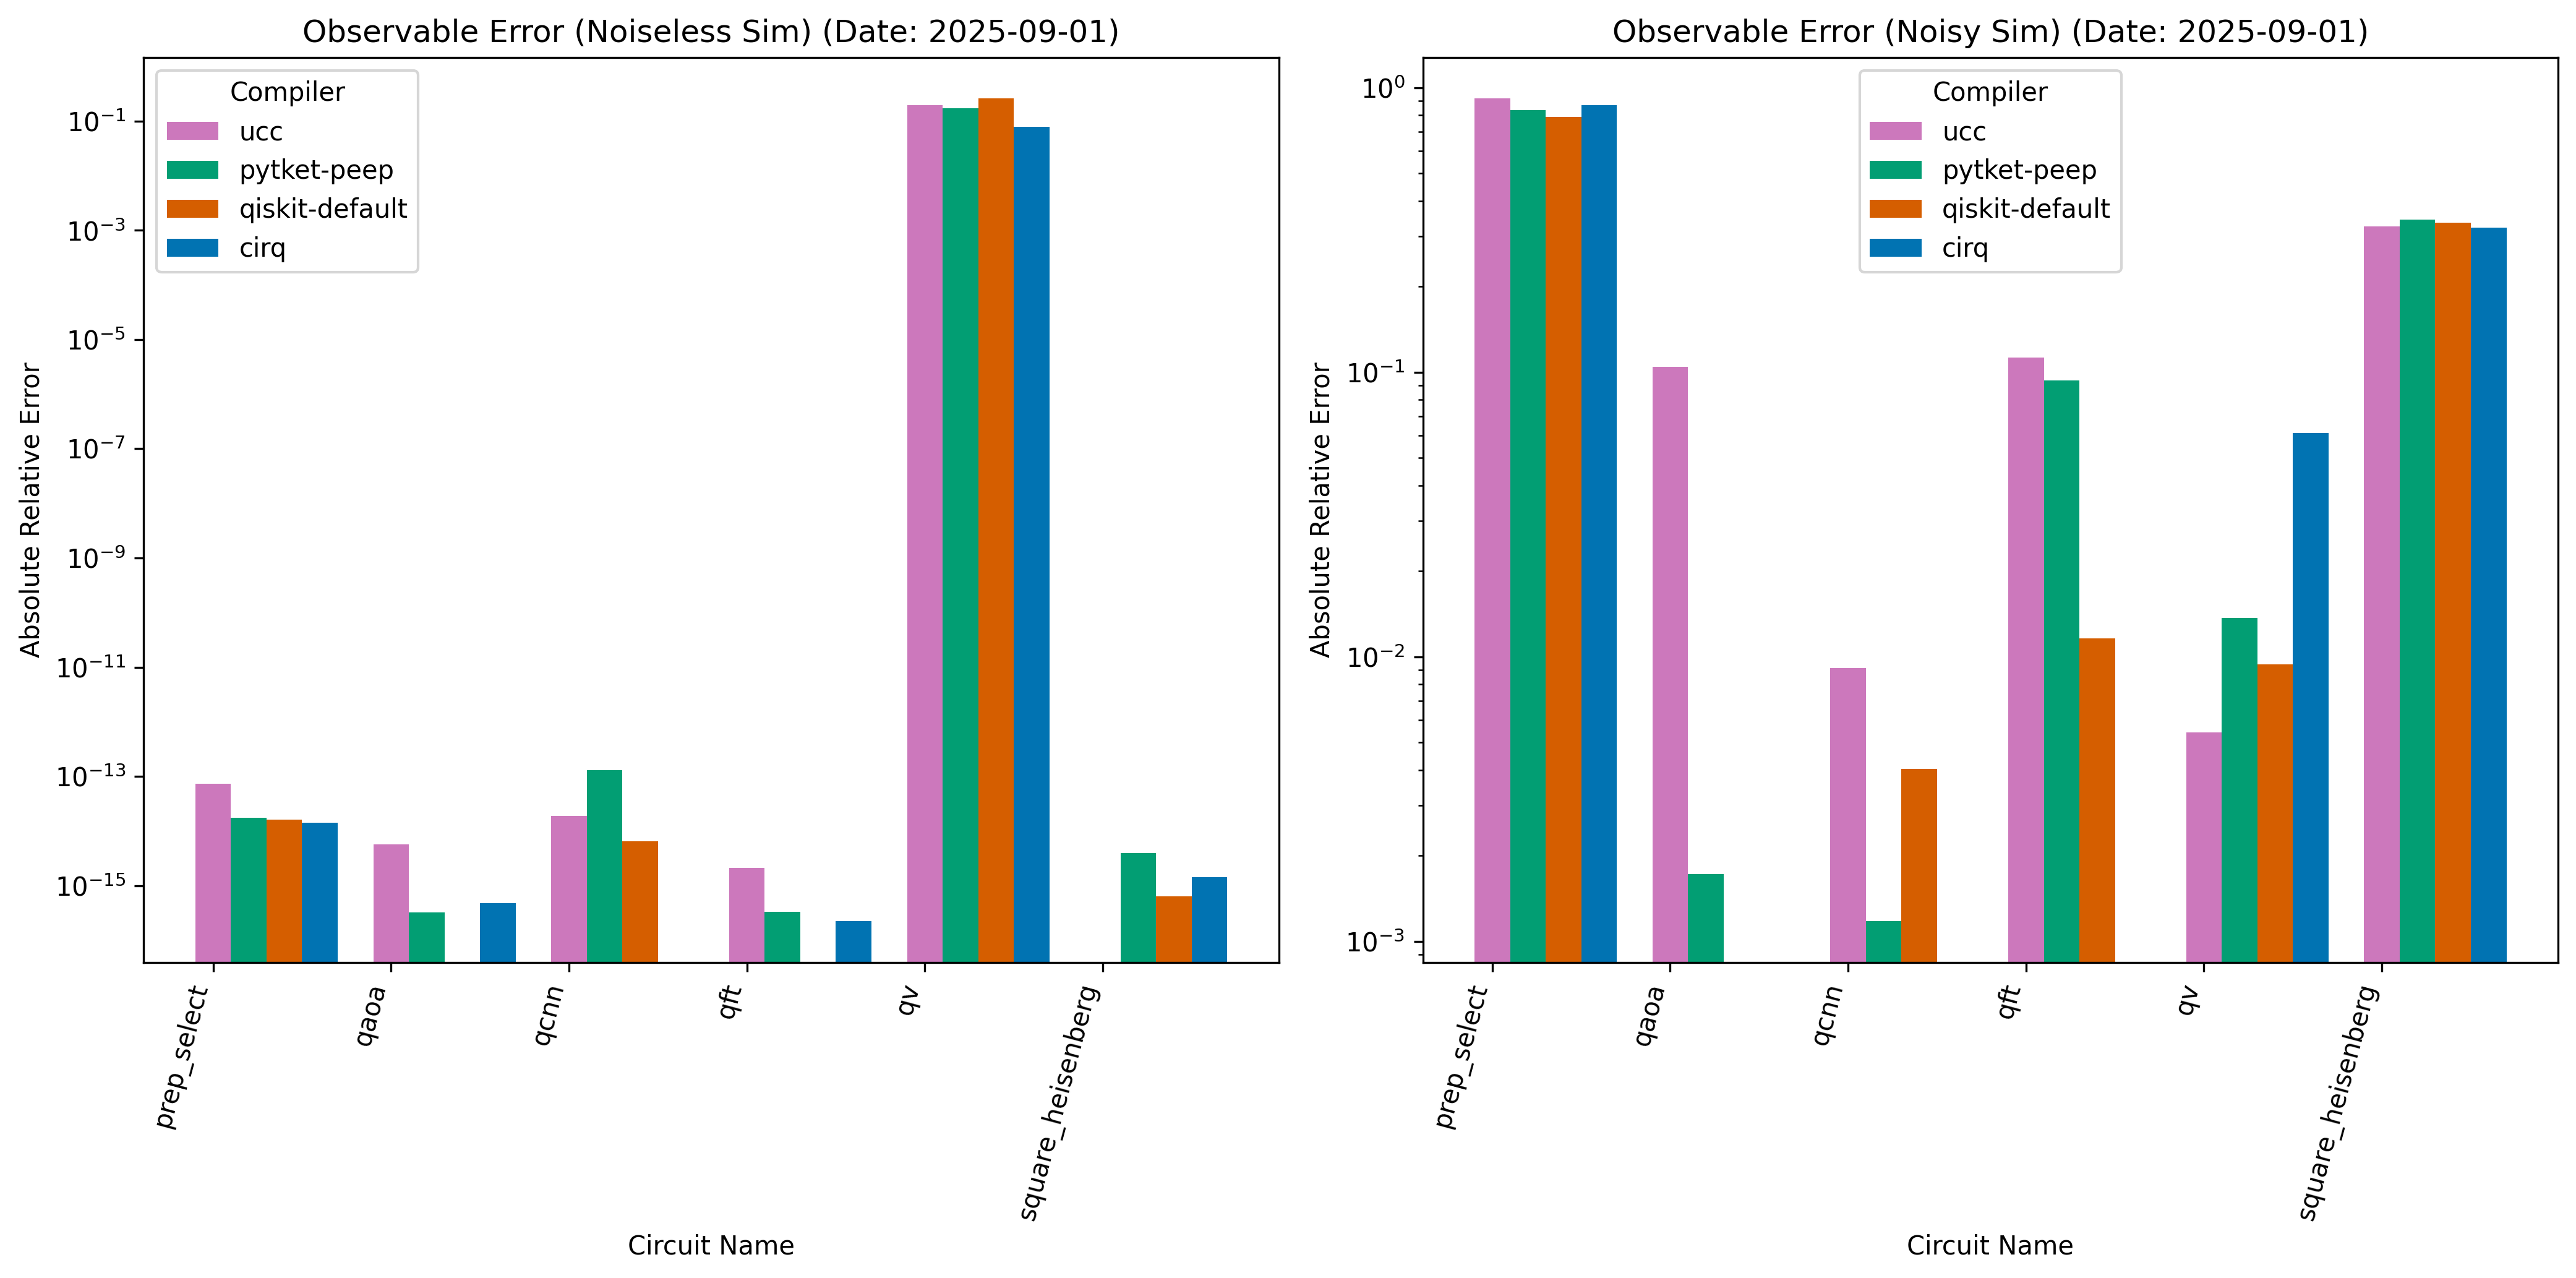 Observable Error (Noiseless Sim) (Date: 2025-09-01)
Absolute Relative Error
10⁻¹
10⁻³
10⁻⁵
10⁻⁷
10⁻⁹
10⁻¹¹
10⁻¹³
10⁻¹⁵
Compiler
ucc
pytket-peep
qiskit-default
cirq
prep_select
qaoa
qcnn
qft
qv
square_heisenberg
Circuit Name
Observable Error (Noisy Sim) (Date: 2025-09-01)
Absolute Relative Error
10⁰
10⁻¹
10⁻²
10⁻³
Compiler
ucc
pytket-peep
qiskit-default
cirq
prep_select
qaoa
qcnn
qft
qv
square_heisenberg
Circuit Name